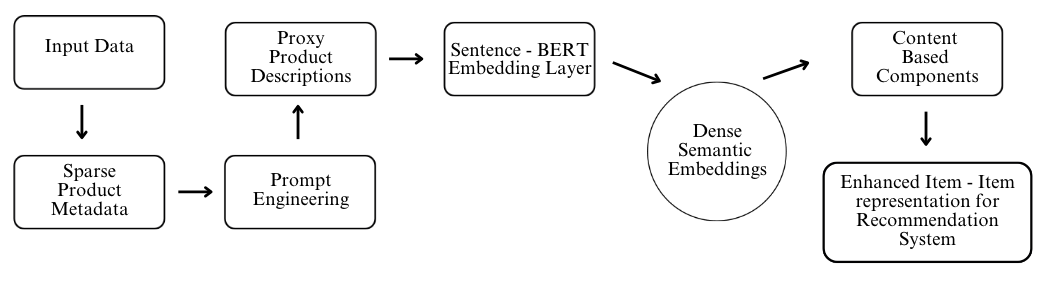 Input Data
Sparse
Product
Metadata
Prompt
Engineering
Proxy
Product
Descriptions
Sentence - BERT
Embedding Layer
Dense
Semantic
Embeddings
Content
Based
Components
Enhanced Item - Item
representation for
Recommendation
System